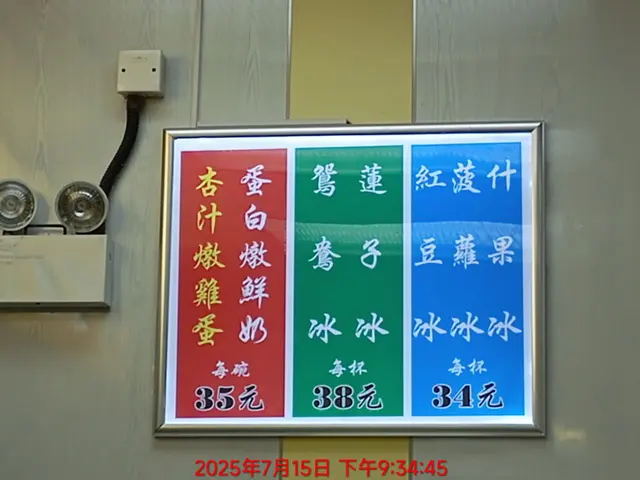 蛋白燉鮮奶
杏汁燉雞蛋
每碗
35元
蓮子冰
鴛鴦冰
每杯
38元
什果冰
菠蘿冰
紅豆冰
每杯
34元
2025年7月15日 下午9:34:45